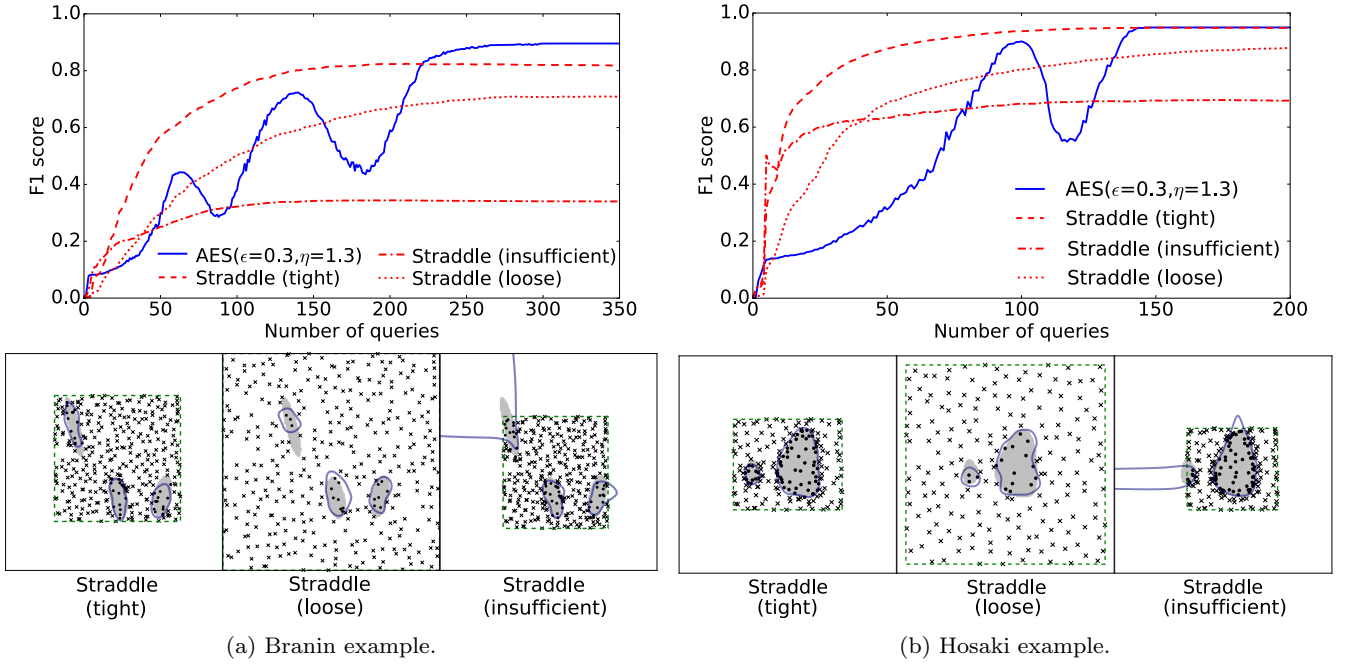 1.0
0.8
0.6
0.4
0.2
0.0
F1 score
0 50 100 150 200 250 300 350
Number of queries
AES(ϵ=0.3,η=1.3)
Straddle (tight)
Straddle (insufficient)
Straddle (loose)
1.0
0.8
0.6
0.4
0.2
0.0
F1 score
0 50 100 150 200
Number of queries
AES(ϵ=0.3,η=1.3)
Straddle (tight)
Straddle (insufficient)
Straddle (loose)
Straddle
(tight)
Straddle
(loose)
Straddle
(insufficient)
Straddle
(tight)
Straddle
(loose)
Straddle
(insufficient)
(a) Branin example.
(b) Hosaki example.